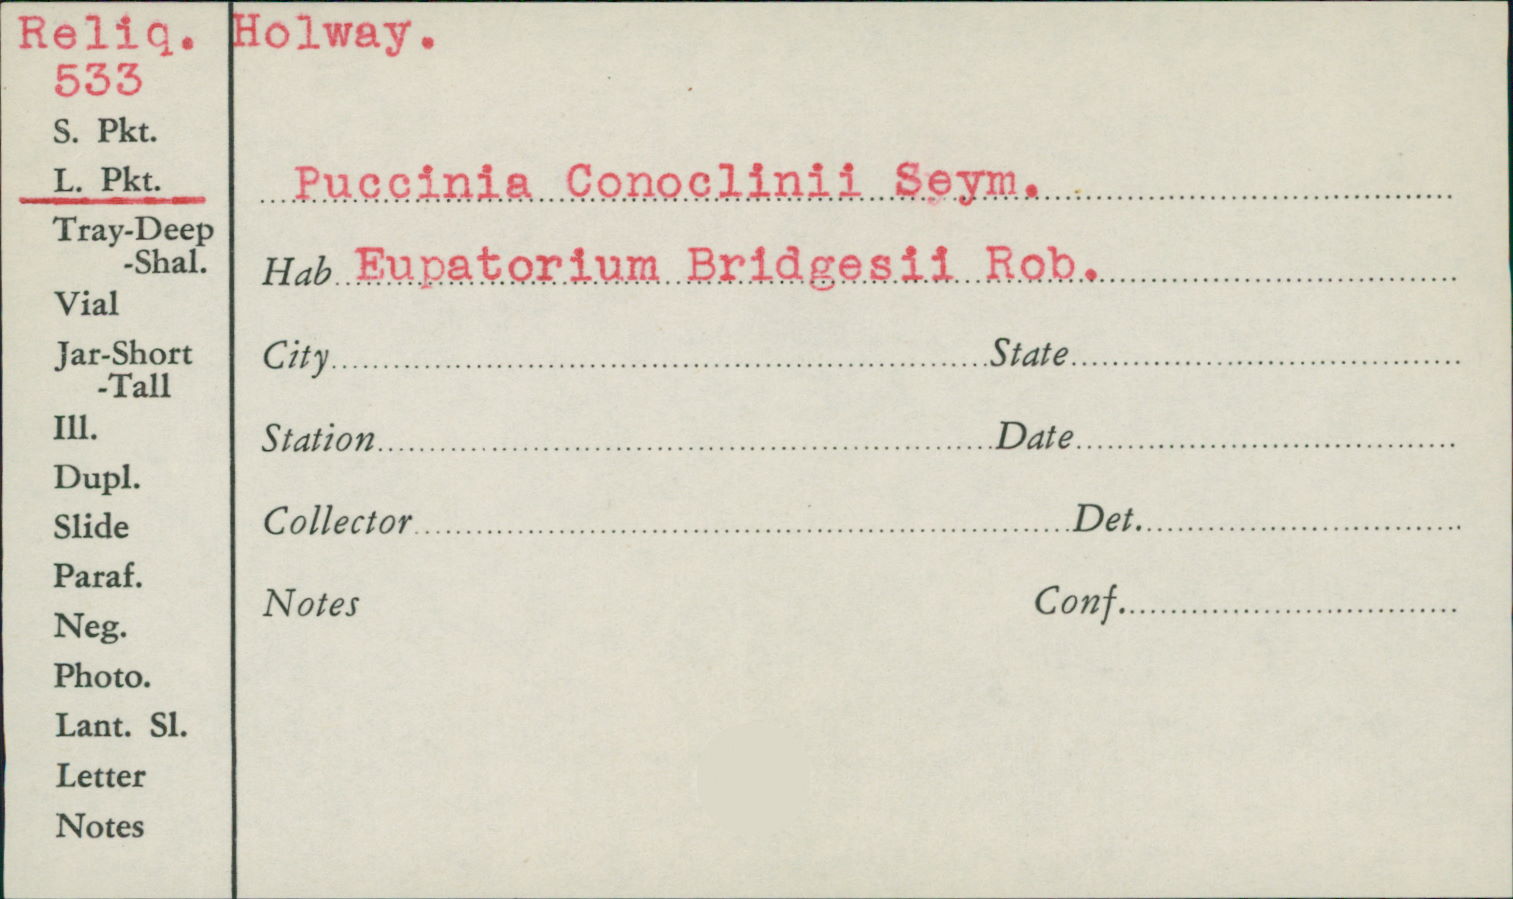 Reliq. Holway.
533
S. Pkt.
L. Pkt.
Puccinia Conoclinii Seym.
Tray-Deep
-Shal.
Hab Eupatorium Bridgesii Rob.
Vial
Jar-Short
-Tall
City State
Ill.
Station Date
Dupl.
Slide
Collector Det.
Paraf.
Neg.
Notes Conf.
Photo.
Lant. Sl.
Letter
Notes